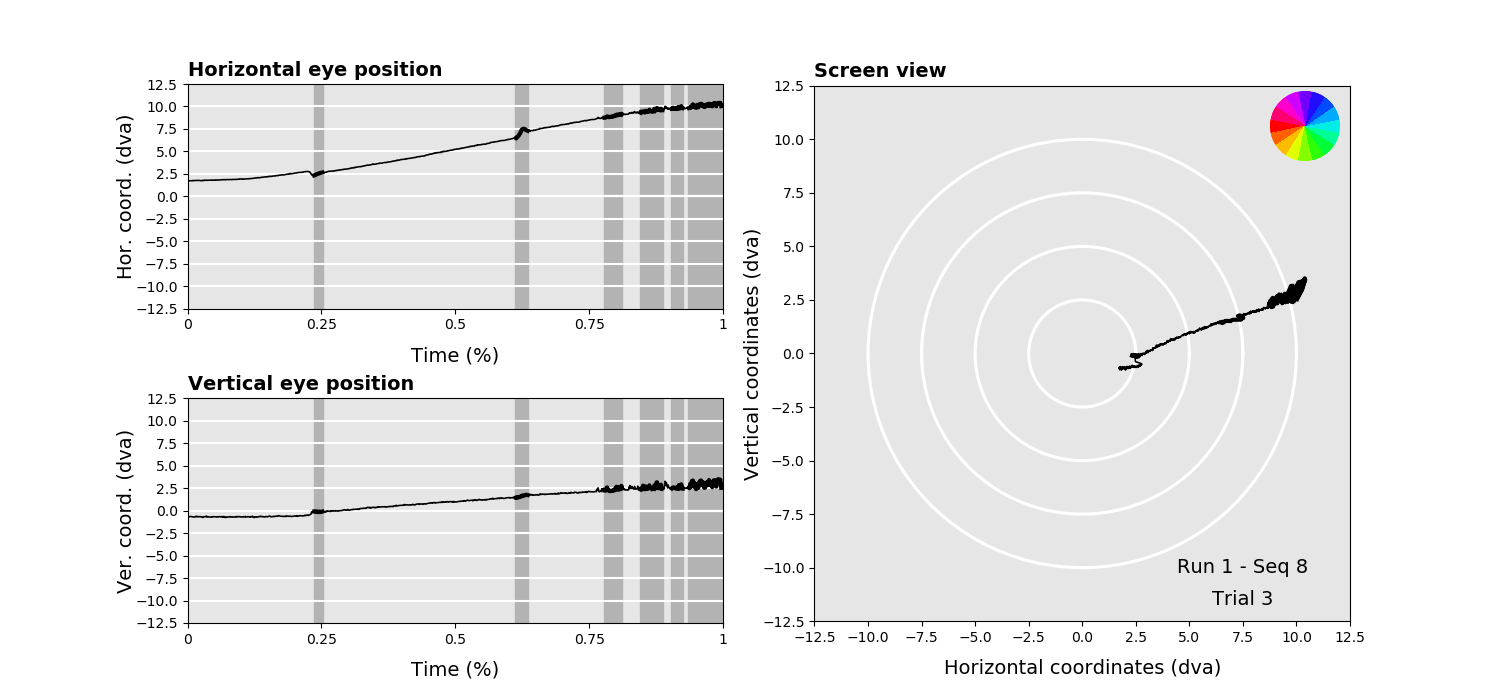 Horizontal eye position
Hor. coord. (dva)
12.5
10.0
7.5
5.0
2.5
0.0
−2.5
−5.0
−7.5
−10.0
−12.5
0 0.25 0.5 0.75 1
Time (%)
Vertical eye position
Ver. coord. (dva)
12.5
10.0
7.5
5.0
2.5
0.0
−2.5
−5.0
−7.5
−10.0
−12.5
0 0.25 0.5 0.75 1
Time (%)
Screen view
Vertical coordinates (dva)
12.5
10.0
7.5
5.0
2.5
0.0
−2.5
−5.0
−7.5
−10.0
−12.5
Run 1 - Seq 8
Trial 3
−12.5 −10.0 −7.5 −5.0 −2.5 0.0 2.5 5.0 7.5 10.0 12.5
Horizontal coordinates (dva)